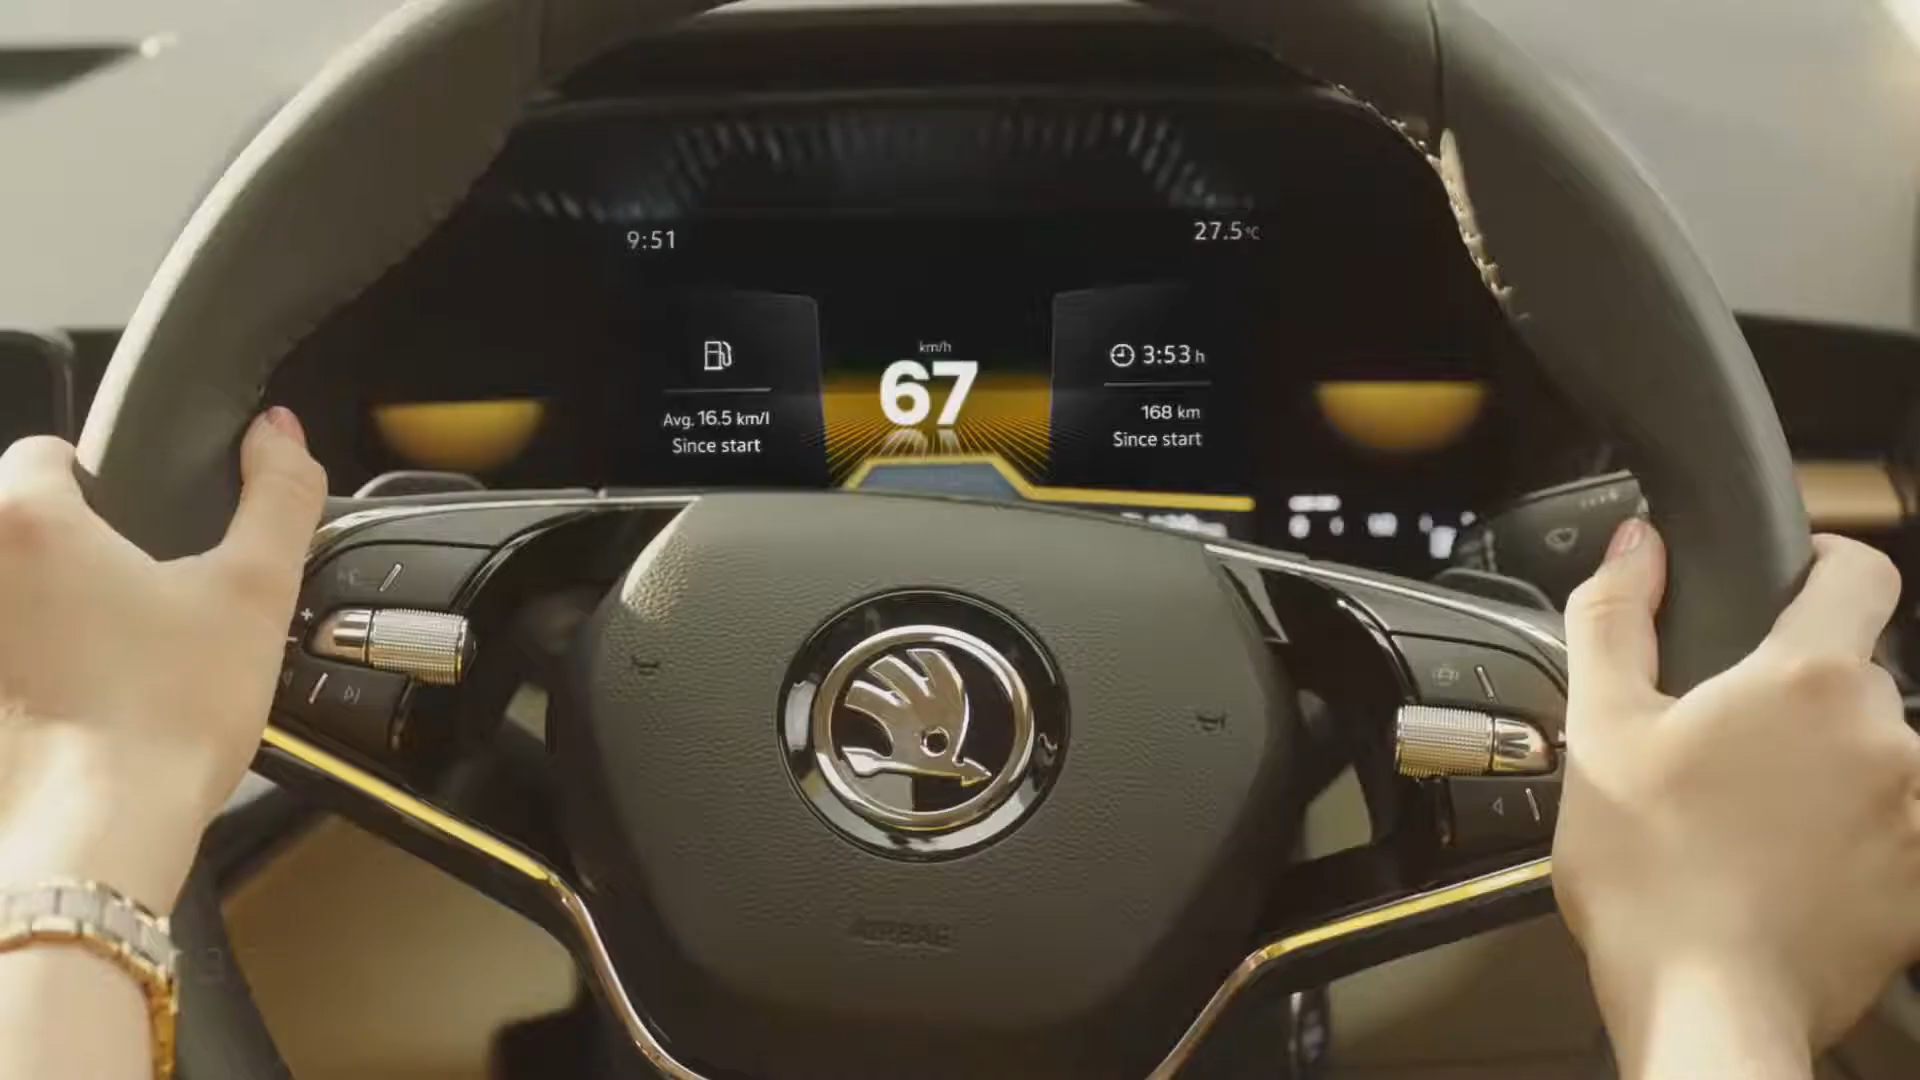 9:51
27.5°C
km/h
67
3:53 h
Avg. 16.5 km/l
Since start
168 km
Since start
AIRBAG